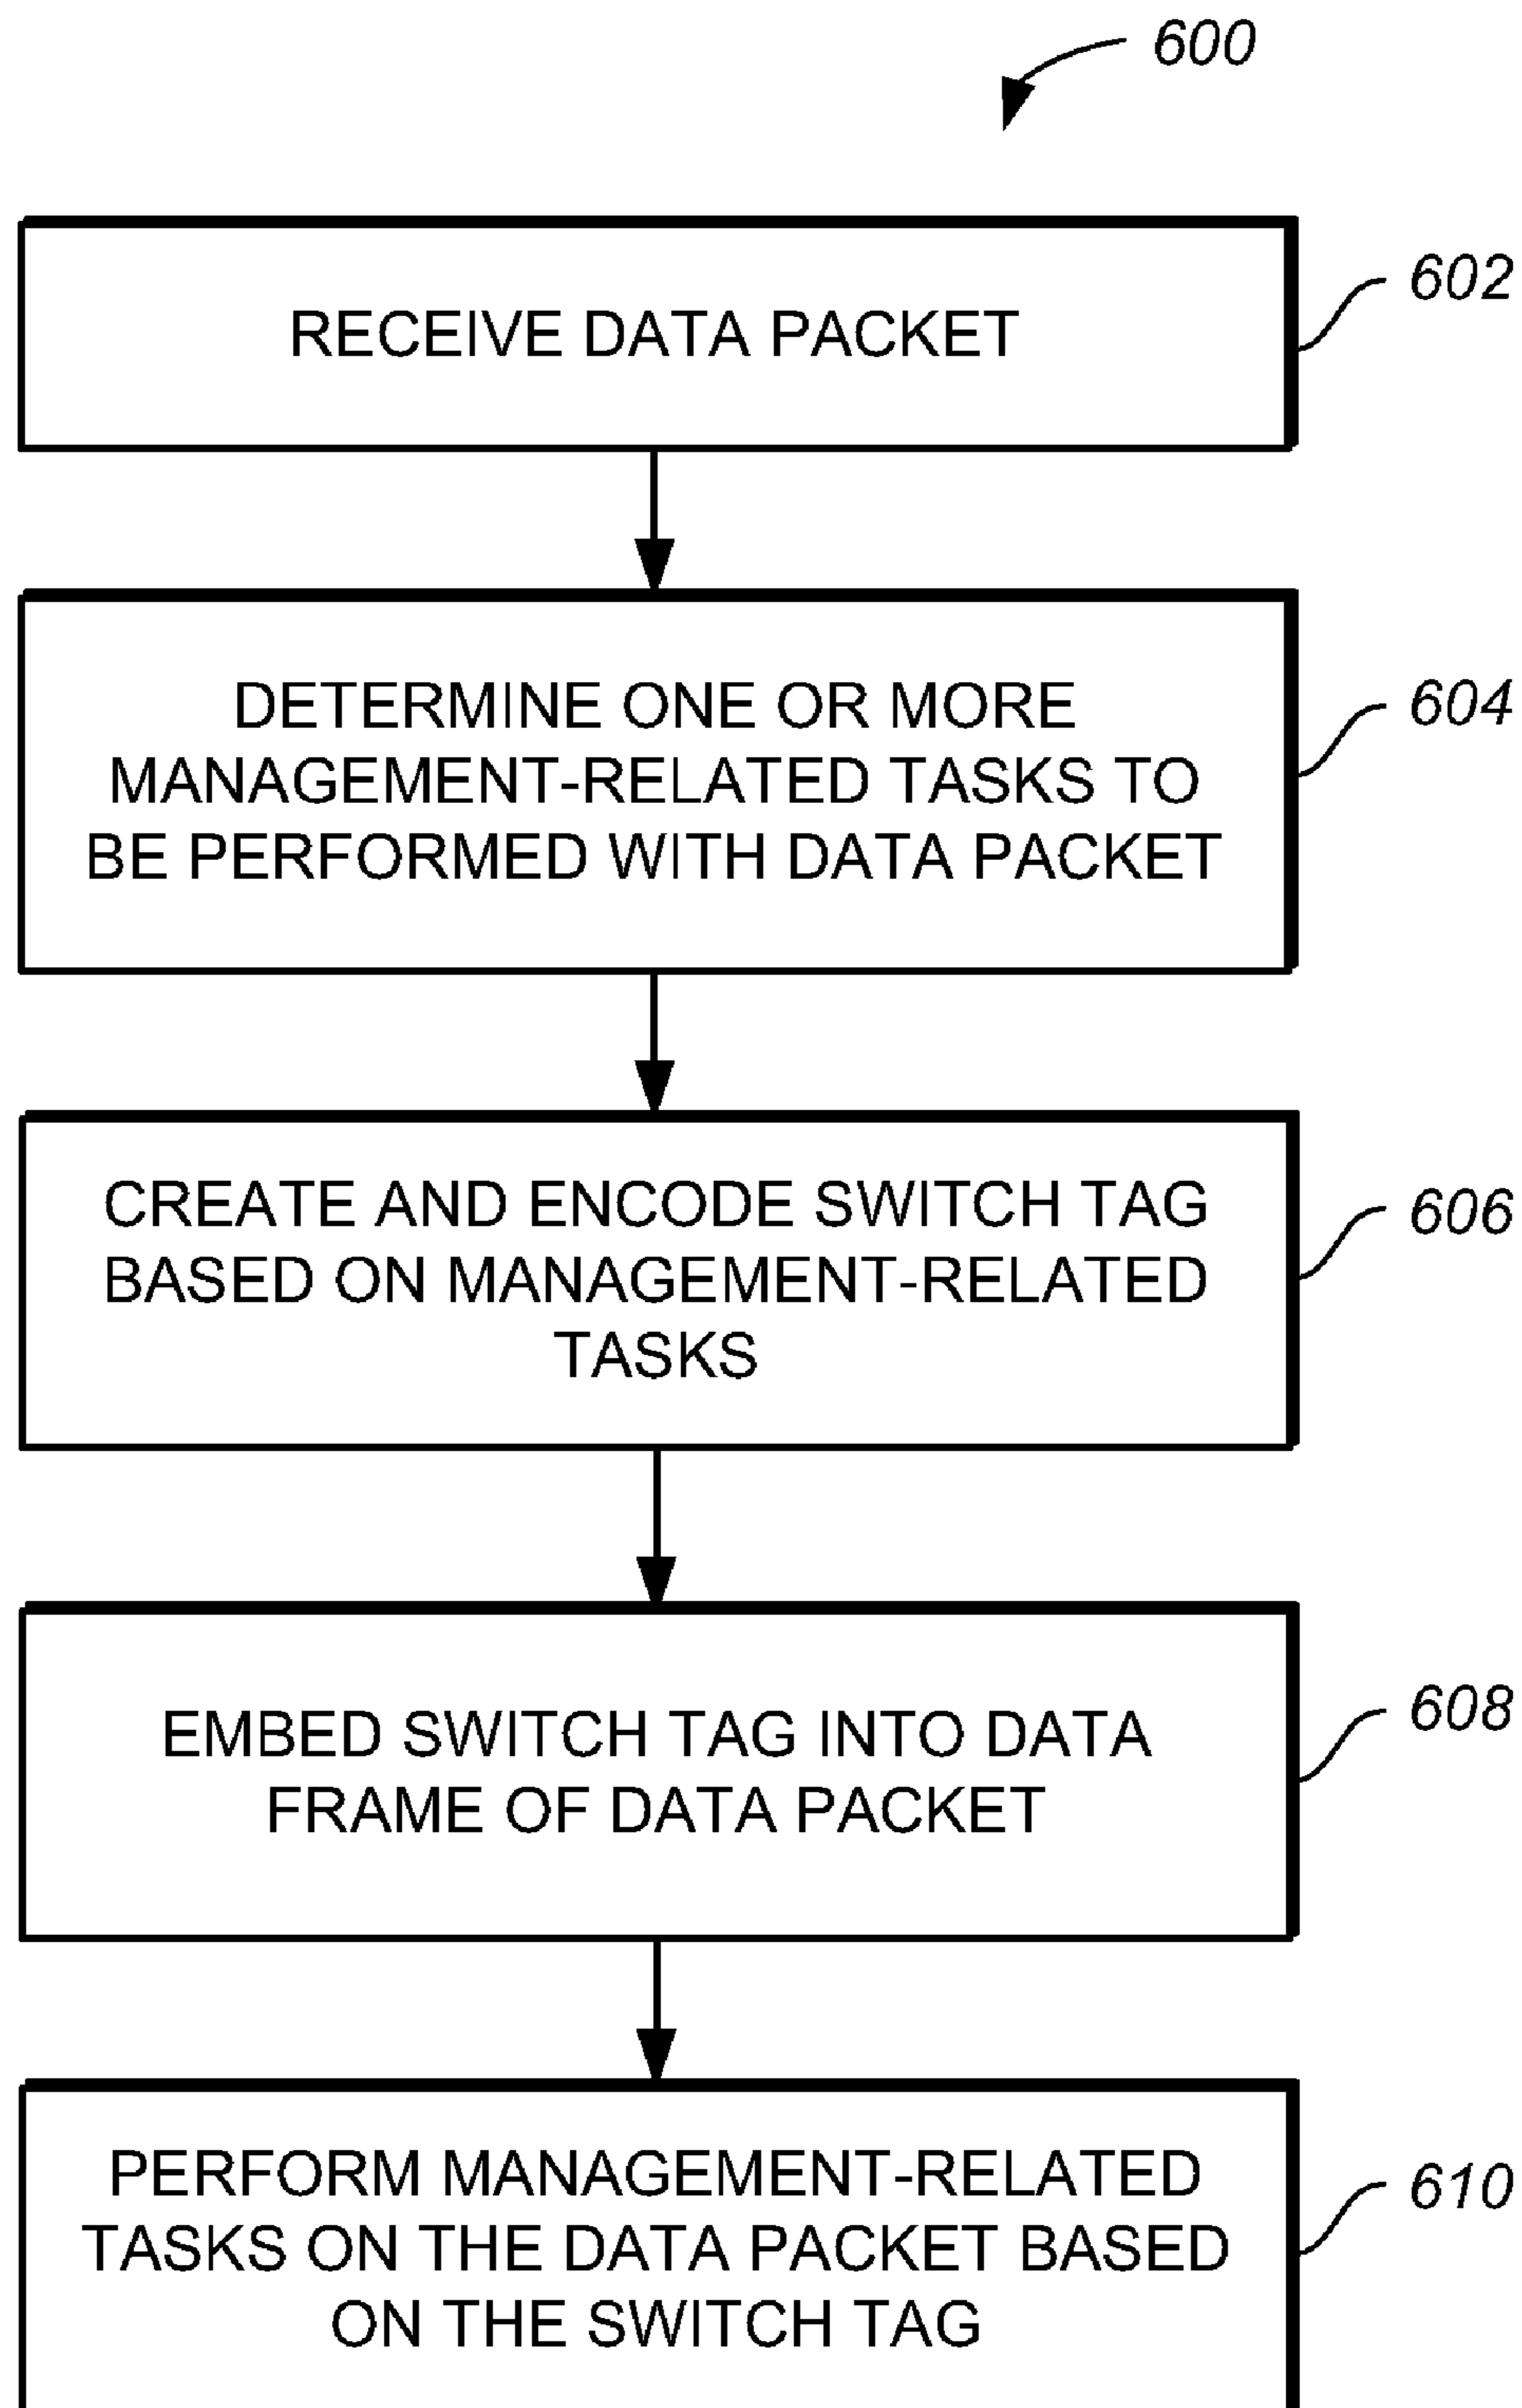 600
RECEIVE DATA PACKET
602
DETERMINE ONE OR MORE
MANAGEMENT-RELATED TASKS TO
BE PERFORMED WITH DATA PACKET
604
CREATE AND ENCODE SWITCH TAG
BASED ON MANAGEMENT-RELATED
TASKS
606
EMBED SWITCH TAG INTO DATA
FRAME OF DATA PACKET
608
PERFORM MANAGEMENT-RELATED
TASKS ON THE DATA PACKET BASED
ON THE SWITCH TAG
610